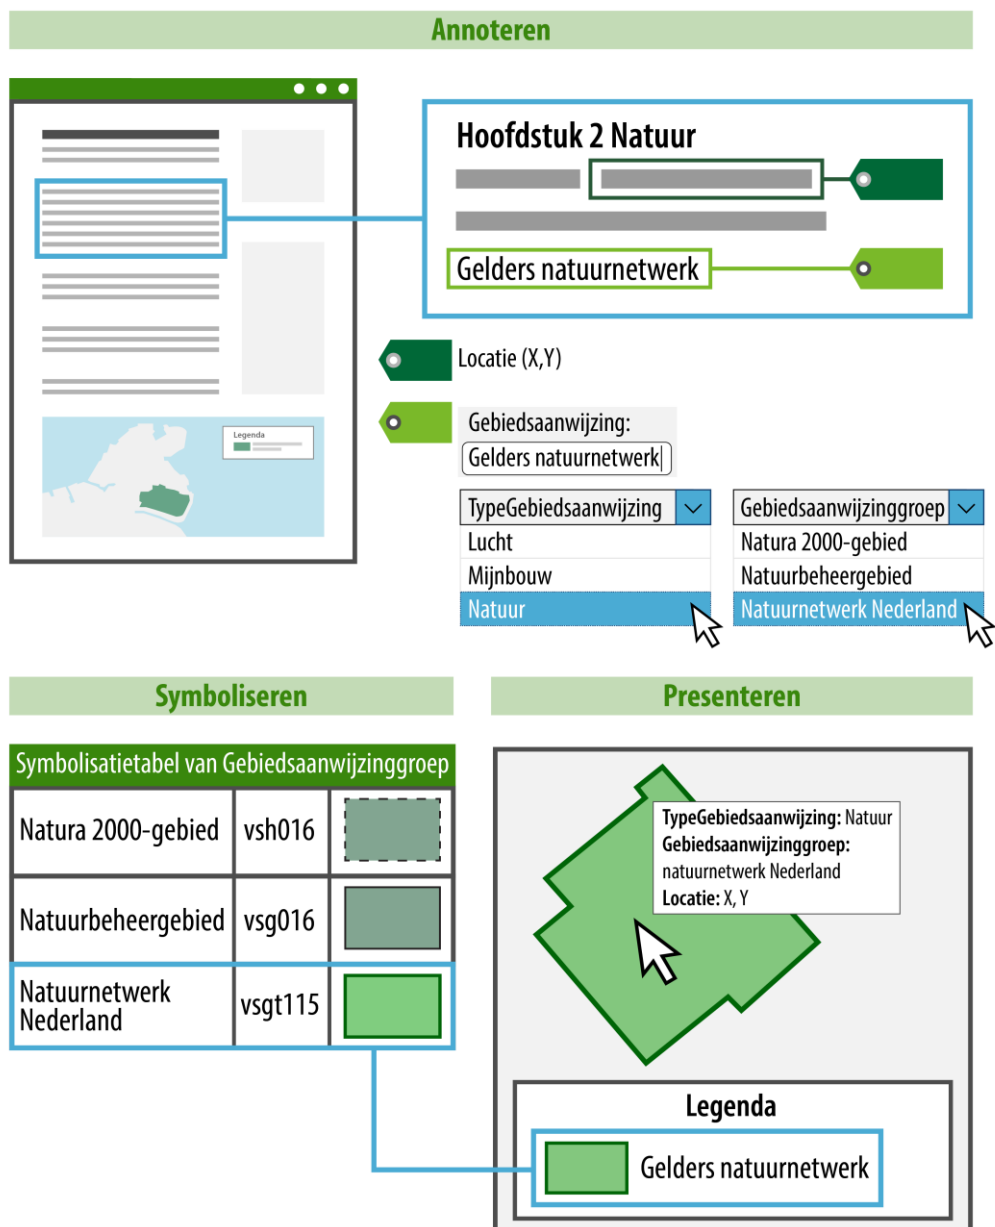 Annoteren
Hoofdstuk 2 Natuur
Gelders natuurnetwerk
Legenda
Locatie (X,Y)
Gebiedsaanwijzing:
Gelders natuurnetwerk
TypeGebiedsaanwijzing
Lucht
Mijnbouw
Natuur
Gebiedsaanwijzinggroep
Natura 2000-gebied
Natuurbeheergebied
Natuurnetwerk Nederland
Symboliseren
Symbolisatietabel van Gebiedsaanwijzinggroep
Natura 2000-gebied vsh016
Natuurbeheergebied vsg016
Natuurnetwerk
Nederland
vsgt115
Presenteren
TypeGebiedsaanwijzing: Natuur
Gebiedsaanwijzinggroep:
natuurnetwerk Nederland
Locatie: X, Y
Legenda
Gelders natuurnetwerk